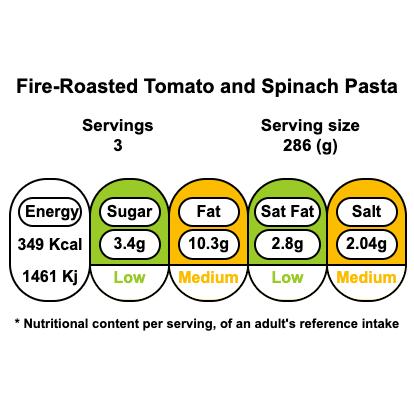 Fire-Roasted Tomato and Spinach Pasta
Servings Serving size
3 286 (g)
Energy Sugar Fat Sat Fat Salt
349 Kcal 3.4g 10.3g 2.8g 2.04g
1461 Kj Low Medium Low Medium
* Nutritional content per serving, of an adult's reference intake